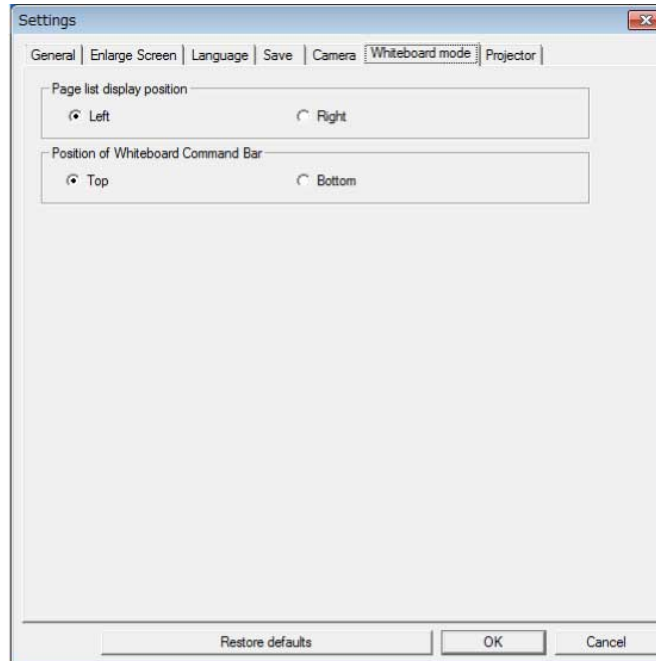 Settings
General Enlarge Screen Language Save Camera Whiteboard mode Projector
Page list display position
Left Right
Position of Whiteboard Command Bar
Top Bottom
Restore defaults OK Cancel